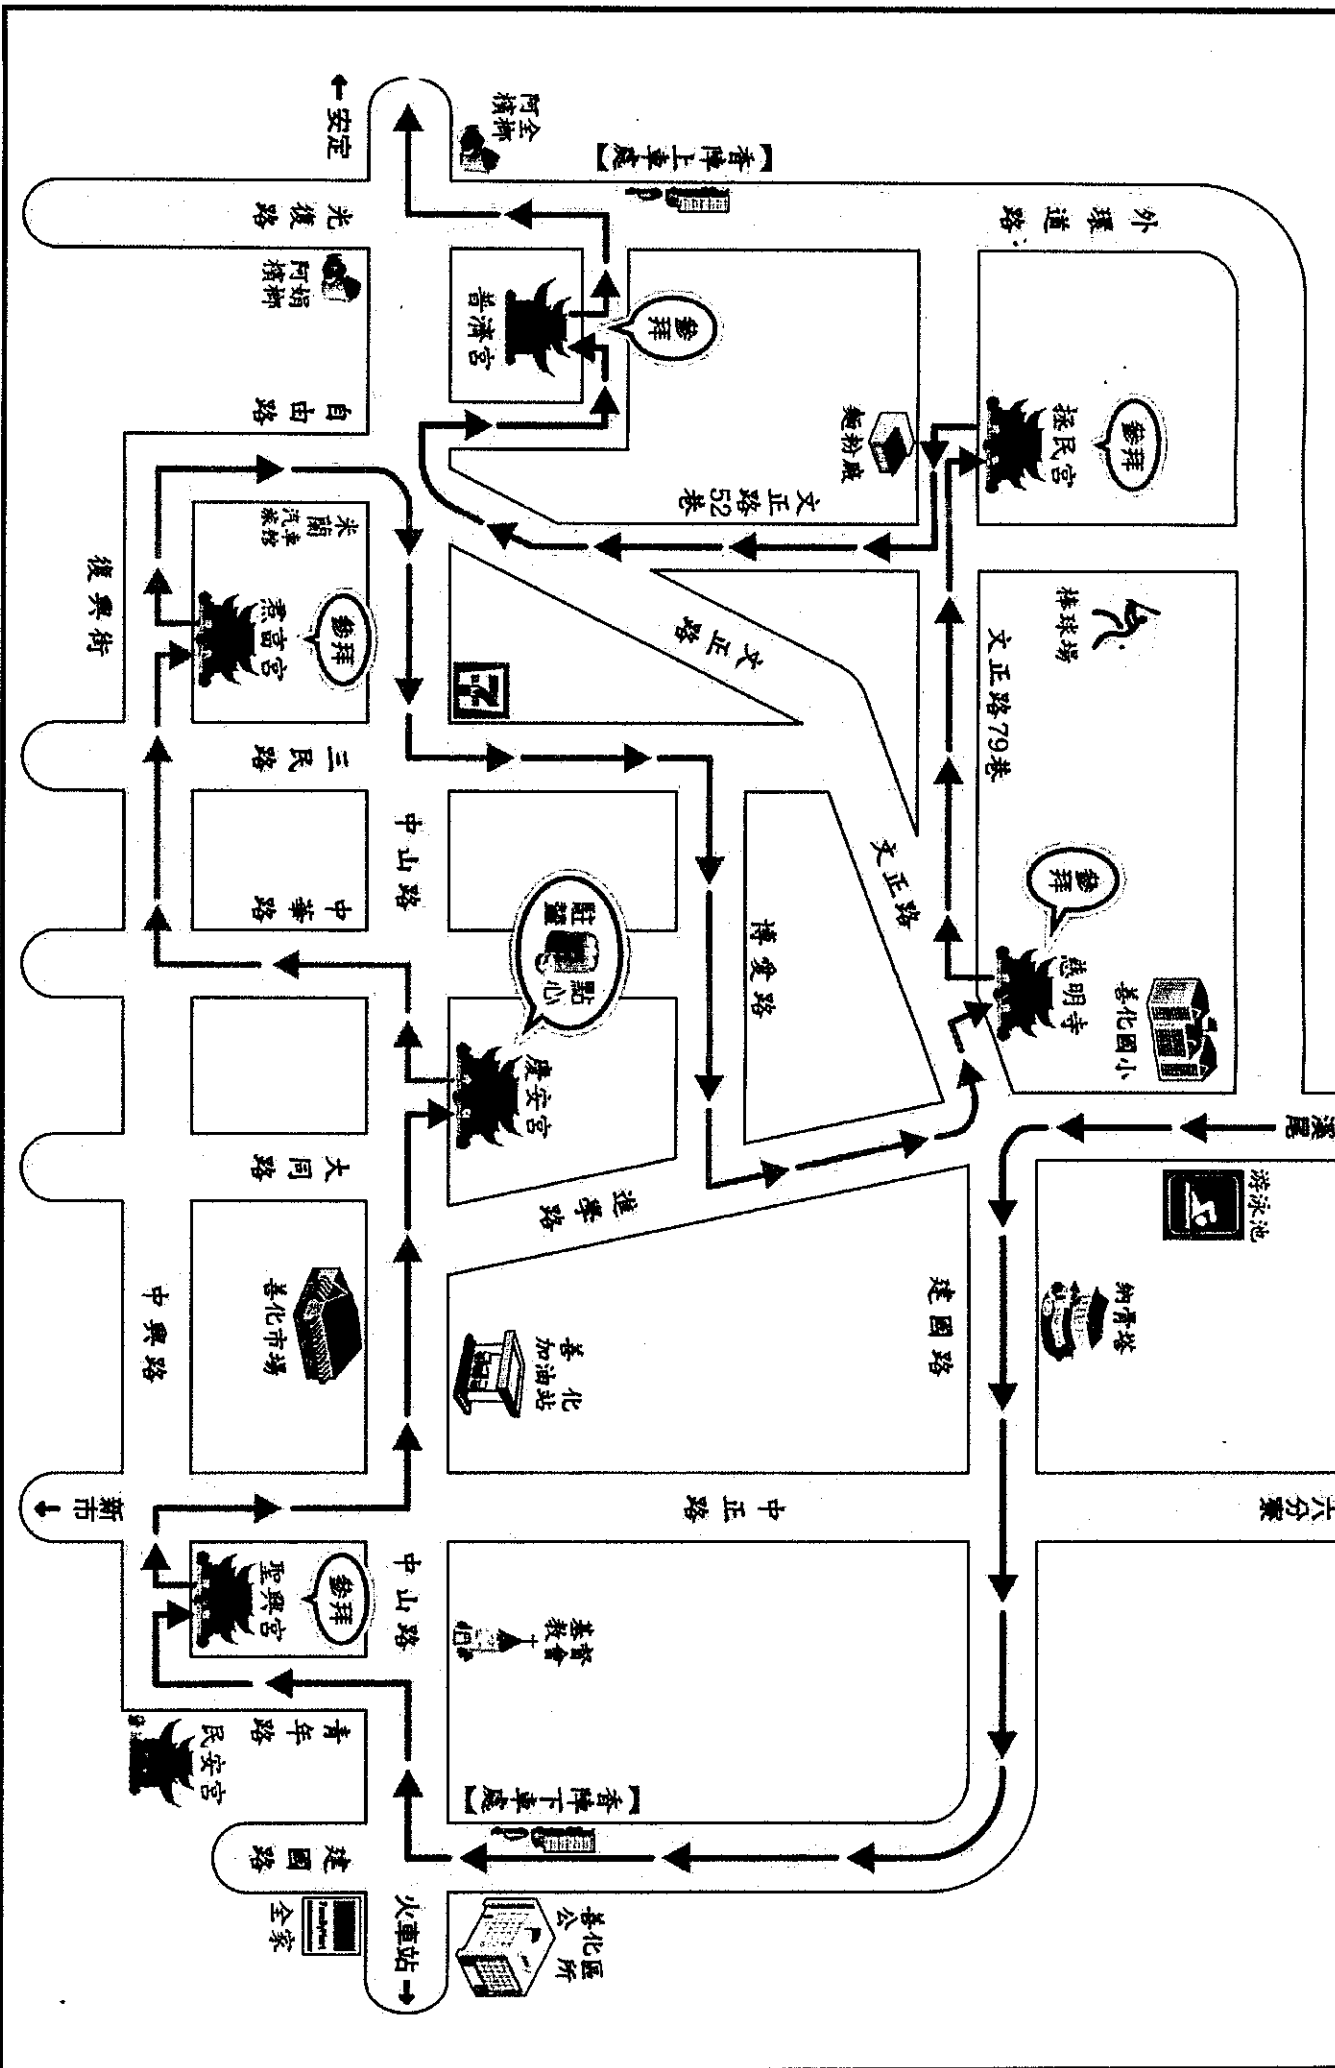 安定
阿全
檳榔
【香陣上車處】
外環道路
光復路
阿娟
檳榔
普濟宮
參拜
拯民宮
參拜
麵粉廠
自由路
文正路52巷
米蘭
汽車
旅館
復興街
參拜
文正路
棒球場
文正路79巷
三民路
中山路
文正路
參拜
慈明寺
善化國小
中華路
駐蹕
點心
慶安宮
博愛路
溪尾
游泳池
大同路
進學路
納骨塔
建國路
中興路
善化市場
善化
加油站
新市
中正路
六分寮
聖興宮
參拜
中山路
基督
教會
青年路
民安宮
【香陣下車處】
建國路
全家
FamilyMart
火車站
善化區
公所